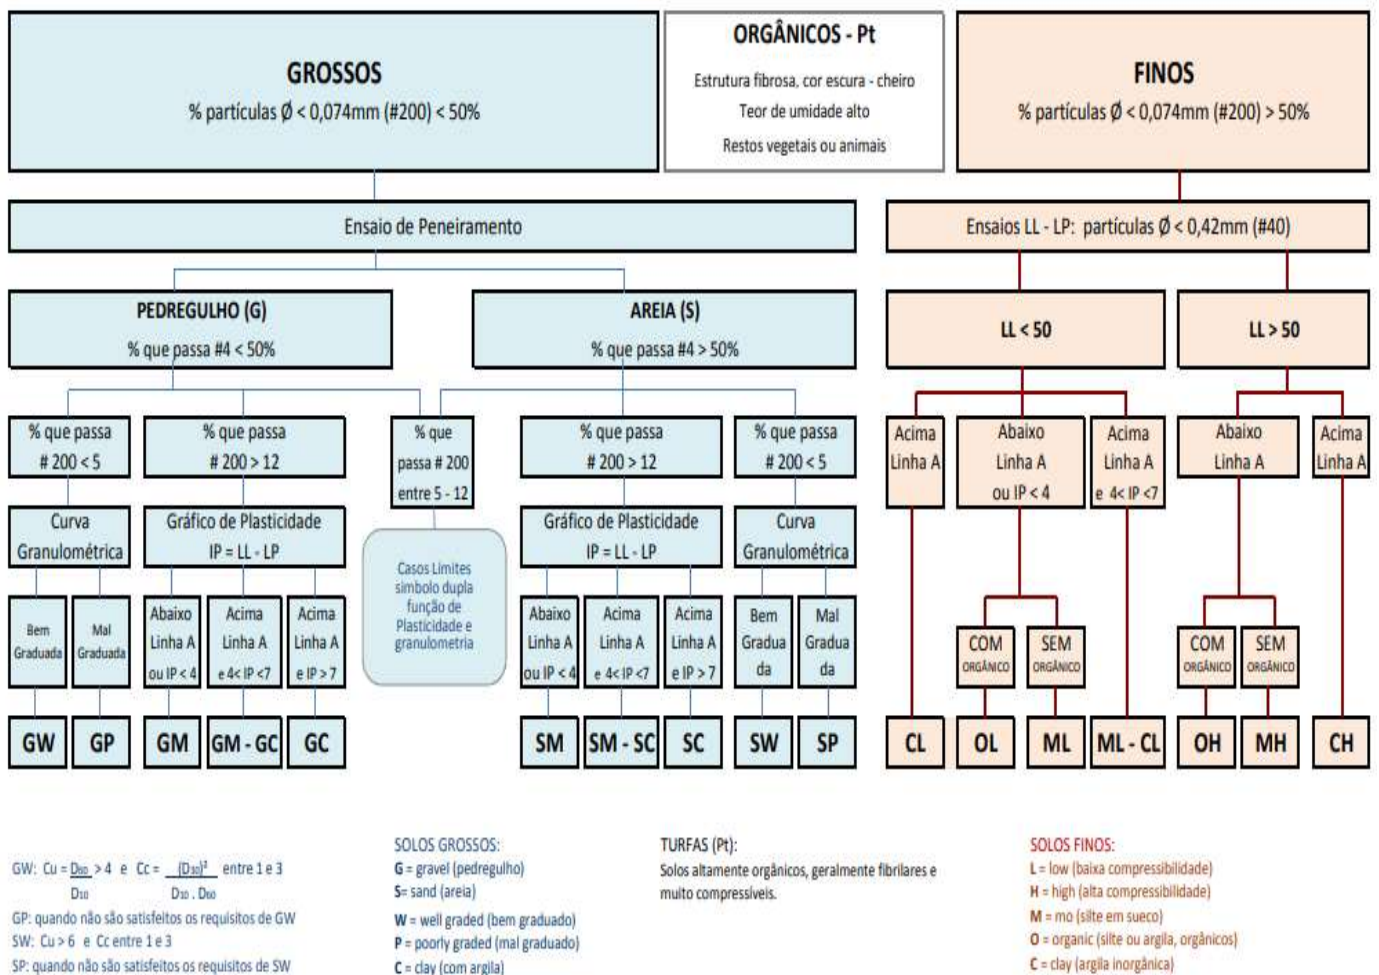 GROSSOS
% partículas Ø < 0,074mm (#200) < 50%
ORGÂNICOS - Pt
Estrutura fibrosa, cor escura - cheiro
Teor de umidade alto
Restos vegetais ou animais
FINOS
% partículas Ø < 0,074mm (#200) > 50%
Ensaio de Peneiramento
Ensaios LL - LP: partículas Ø < 0,42mm (#40)
PEDREGULHO (G)
% que passa #4 < 50%
AREIA (S)
% que passa #4 > 50%
LL < 50
LL > 50
% que passa
# 200 < 5
% que passa
# 200 > 12
% que
passa # 200
entre 5 - 12
% que passa
# 200 > 12
% que passa
# 200 < 5
Acima
Linha A
Abaixo
Linha A
ou IP < 4
Acima
Linha A
e 4< IP <7
Abaixo
Linha A
Acima
Linha A
Curva
Granulométrica
Gráfico de Plasticidade
IP = LL - LP
Casos Limites
simbolo dupla
função de
Plasticidade e
granulometria
Gráfico de Plasticidade
IP = LL - LP
Curva
Granulométrica
Bem
Graduada
Mal
Graduada
Abaixo
Linha A
ou IP < 4
Acima
Linha A
e 4< IP <7
Acima
Linha A
e IP > 7
Abaixo
Linha A
ou IP < 4
Acima
Linha A
e 4< IP <7
Acima
Linha A
e IP > 7
Bem
Gradua
da
Mal
Gradua
da
COM
ORGÂNICO
SEM
ORGÂNICO
COM
ORGÂNICO
SEM
ORGÂNICO
GW
GP
GM
GM - GC
GC
SM
SM - SC
SC
SW
SP
CL
OL
ML
ML - CL
OH
MH
CH
GW: Cu = D60 > 4 e Cc = (D30)² entre 1 e 3
D10 D10 . D60
GP: quando não são satisfeitos os requisitos de GW
SW: Cu > 6 e Cc entre 1 e 3
SP: quando não são satisfeitos os requisitos de SW
SOLOS GROSSOS:
G = gravel (pedregulho)
S= sand (areia)
W = well graded (bem graduado)
P = poorly graded (mal graduado)
C = clay (com argila)
TURFAS (Pt):
Solos altamente orgânicos, geralmente fibrilares e
muito compressíveis.
SOLOS FINOS:
L = low (baixa compressibilidade)
H = high (alta compressibilidade)
M = mo (silte em sueco)
O = organic (silte ou argila, orgânicos)
C = clay (argila inorgânica)